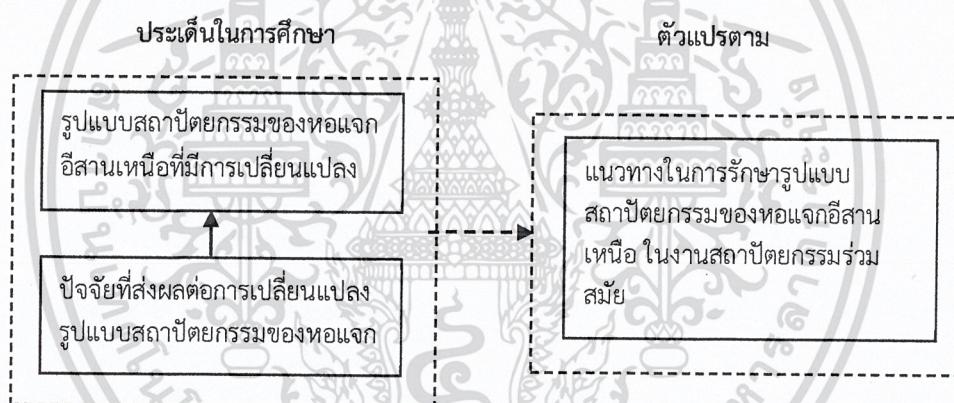 ประเด็นในการศึกษา
ตัวแปรตาม
รูปแบบสถาปัตยกรรมของหอแจก
อีสานเหนือที่มีการเปลี่ยนแปลง
ปัจจัยที่ส่งผลต่อการเปลี่ยนแปลง
รูปแบบสถาปัตยกรรมของหอแจก
แนวทางในการรักษารูปแบบ
สถาปัตยกรรมของหอแจกอีสาน
เหนือ ในงานสถาปัตยกรรมร่วม
สมัย